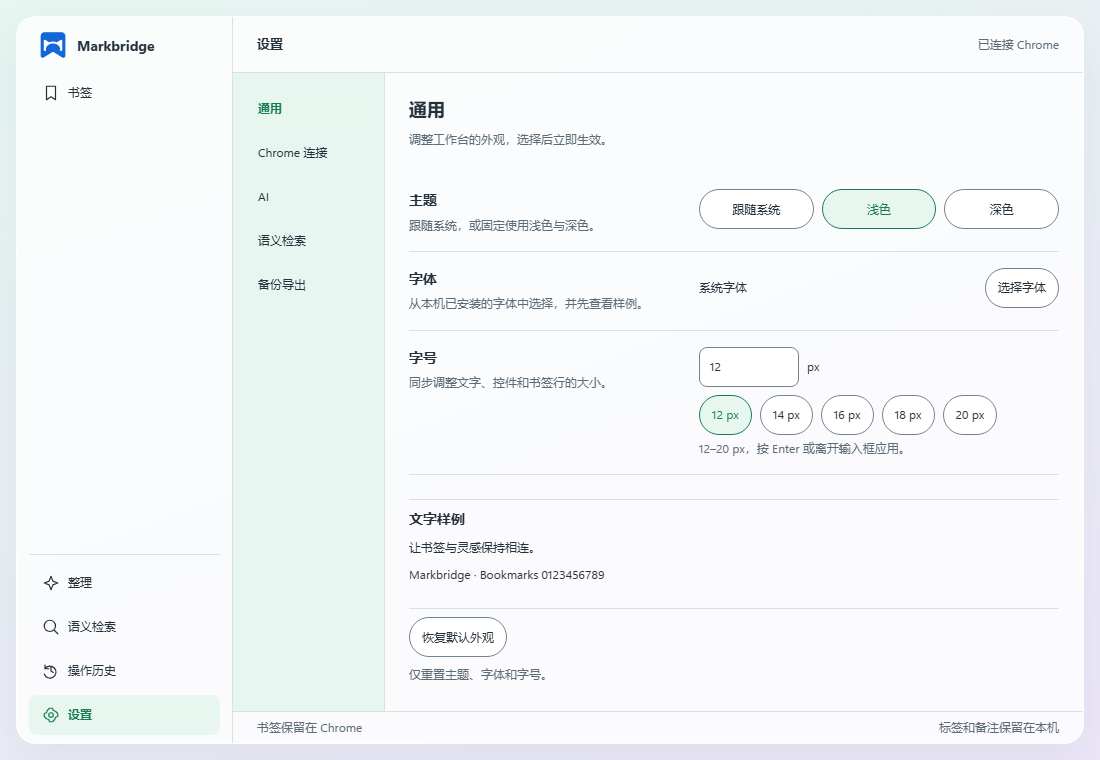 Markbridge
书签
整理
语义检索
操作历史
设置
设置
已连接 Chrome
通用
Chrome 连接
AI
语义检索
备份导出
通用
调整工作台的外观，选择后立即生效。
主题
跟随系统，或固定使用浅色与深色。
跟随系统
浅色
深色
字体
从本机已安装的字体中选择，并先查看样例。
系统字体
选择字体
字号
同步调整文字、控件和书签行的大小。
12
px
12 px
14 px
16 px
18 px
20 px
12–20 px，按 Enter 或离开输入框应用。
文字样例
让书签与灵感保持相连。
Markbridge · Bookmarks 0123456789
恢复默认外观
仅重置主题、字体和字号。
书签保留在 Chrome
标签和备注保留在本机